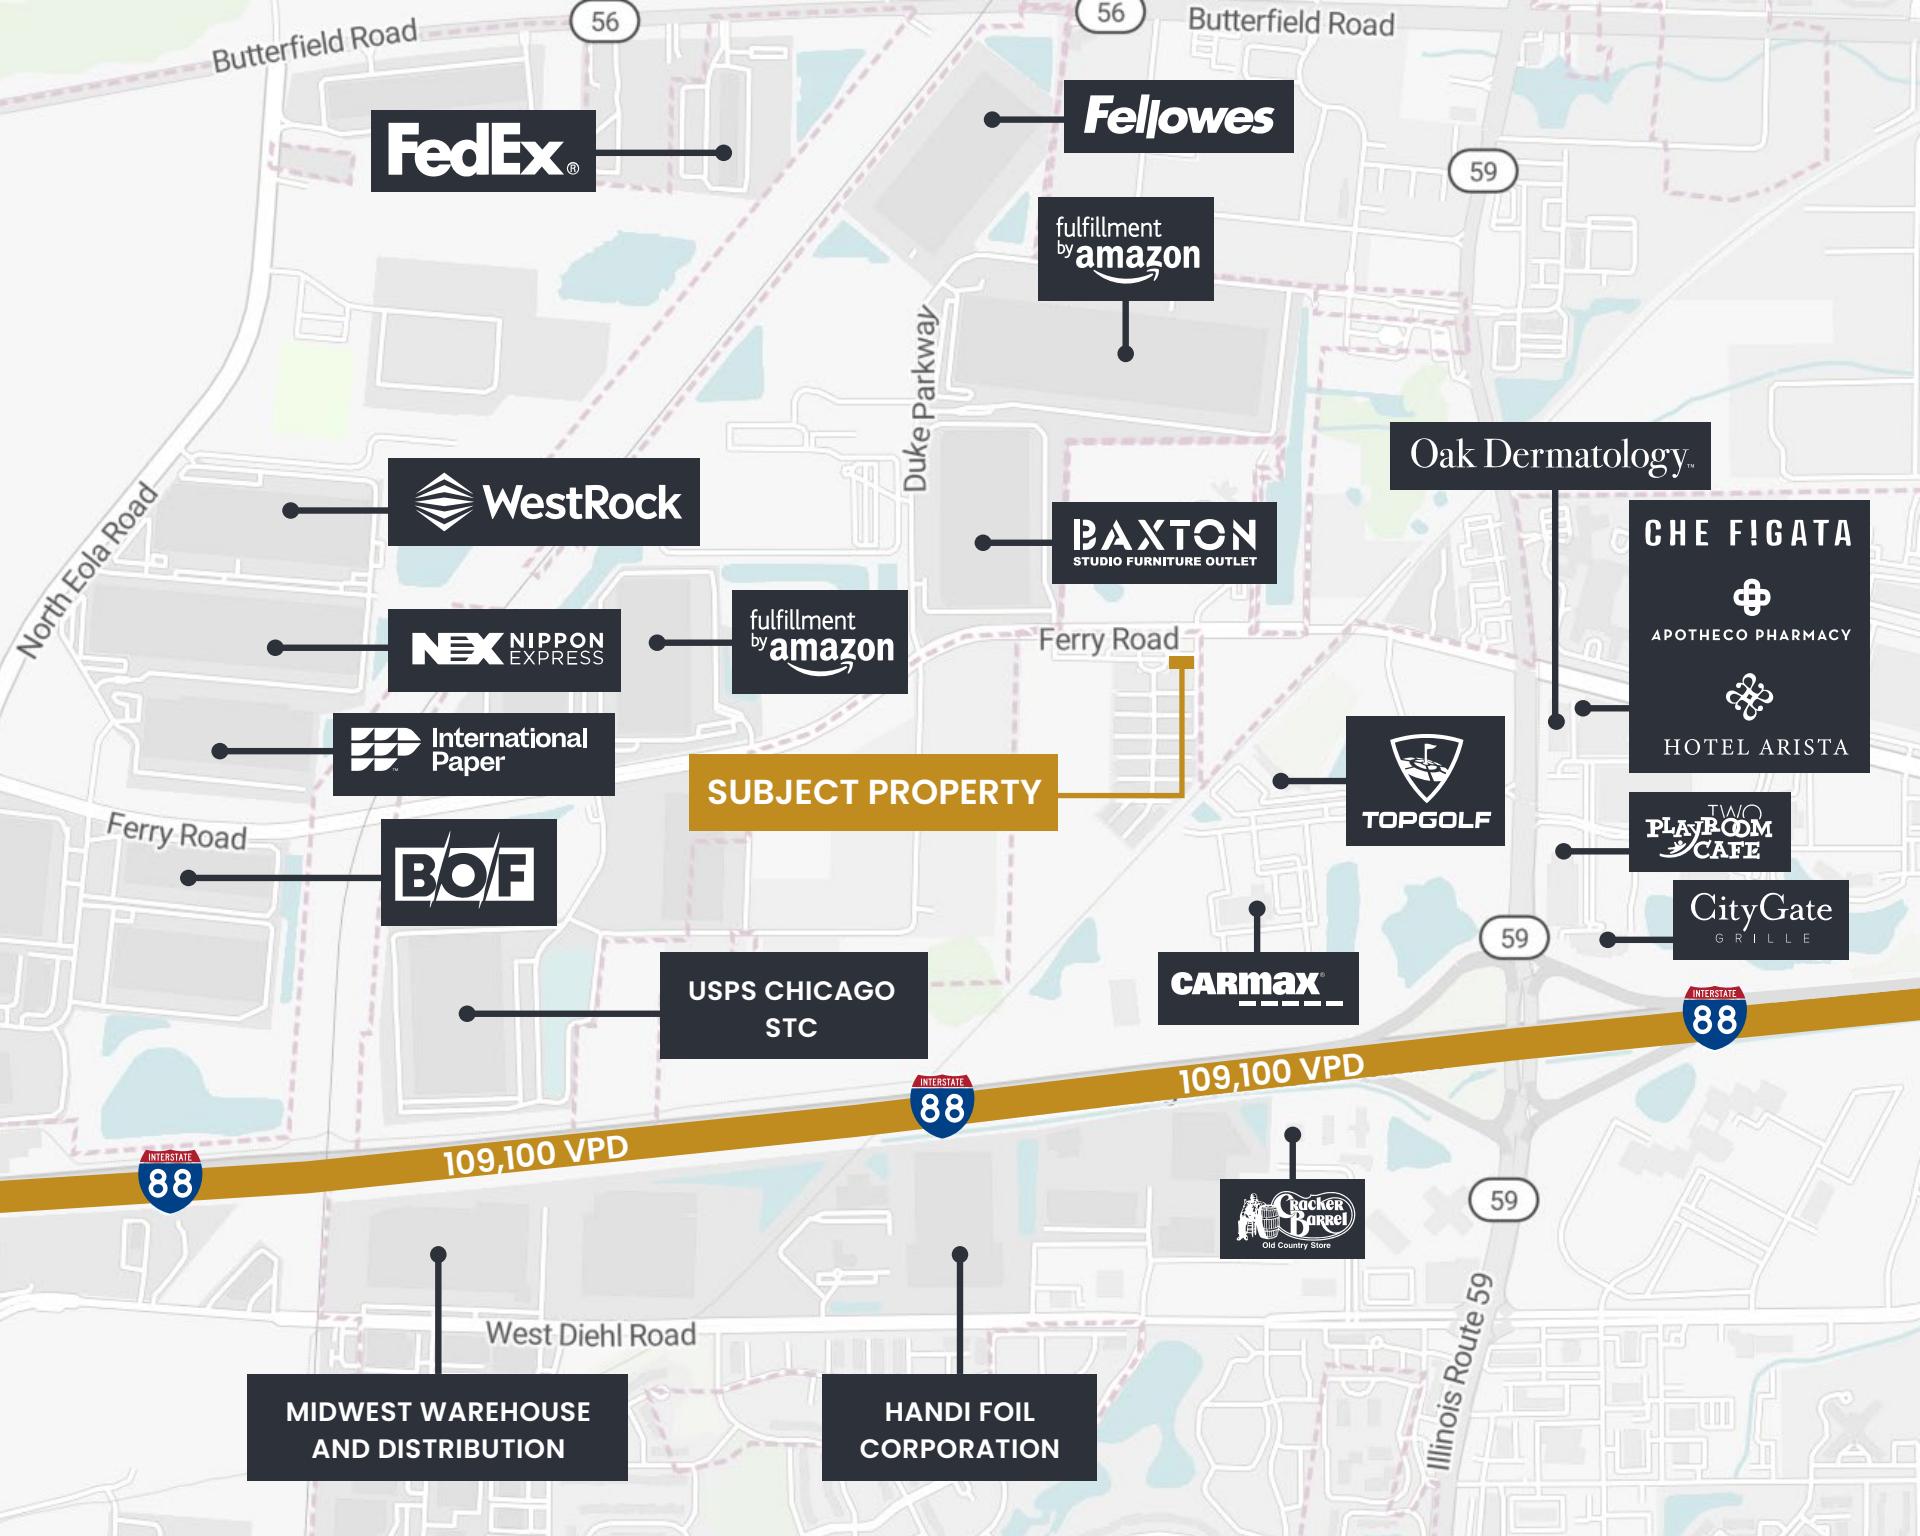 56
56
Butterfield Road
Butterfield Road
FedEx®
Fellowes
59
fulfillment
by amazon
Duke Parkway
Oak Dermatology™
WestRock
North Eola Road
BAXTON
STUDIO FURNITURE OUTLET
CHE F!GATA
APOTHECO PHARMACY
HOTEL ARISTA
NEX NIPPON
EXPRESS
fulfillment
by amazon
Ferry Road
International
Paper
SUBJECT PROPERTY
TOPGOLF
TWO
PLAYROOM
CAFE
Ferry Road
B/O/F
CityGate
GRILLE
59
CARMAX
USPS CHICAGO
STC
INTERSTATE
88
109,100 VPD
INTERSTATE
88
109,100 VPD
INTERSTATE
88
Cracker
Barrel
Old Country Store
59
Illinois Route 59
West Diehl Road
MIDWEST WAREHOUSE
AND DISTRIBUTION
HANDI FOIL
CORPORATION